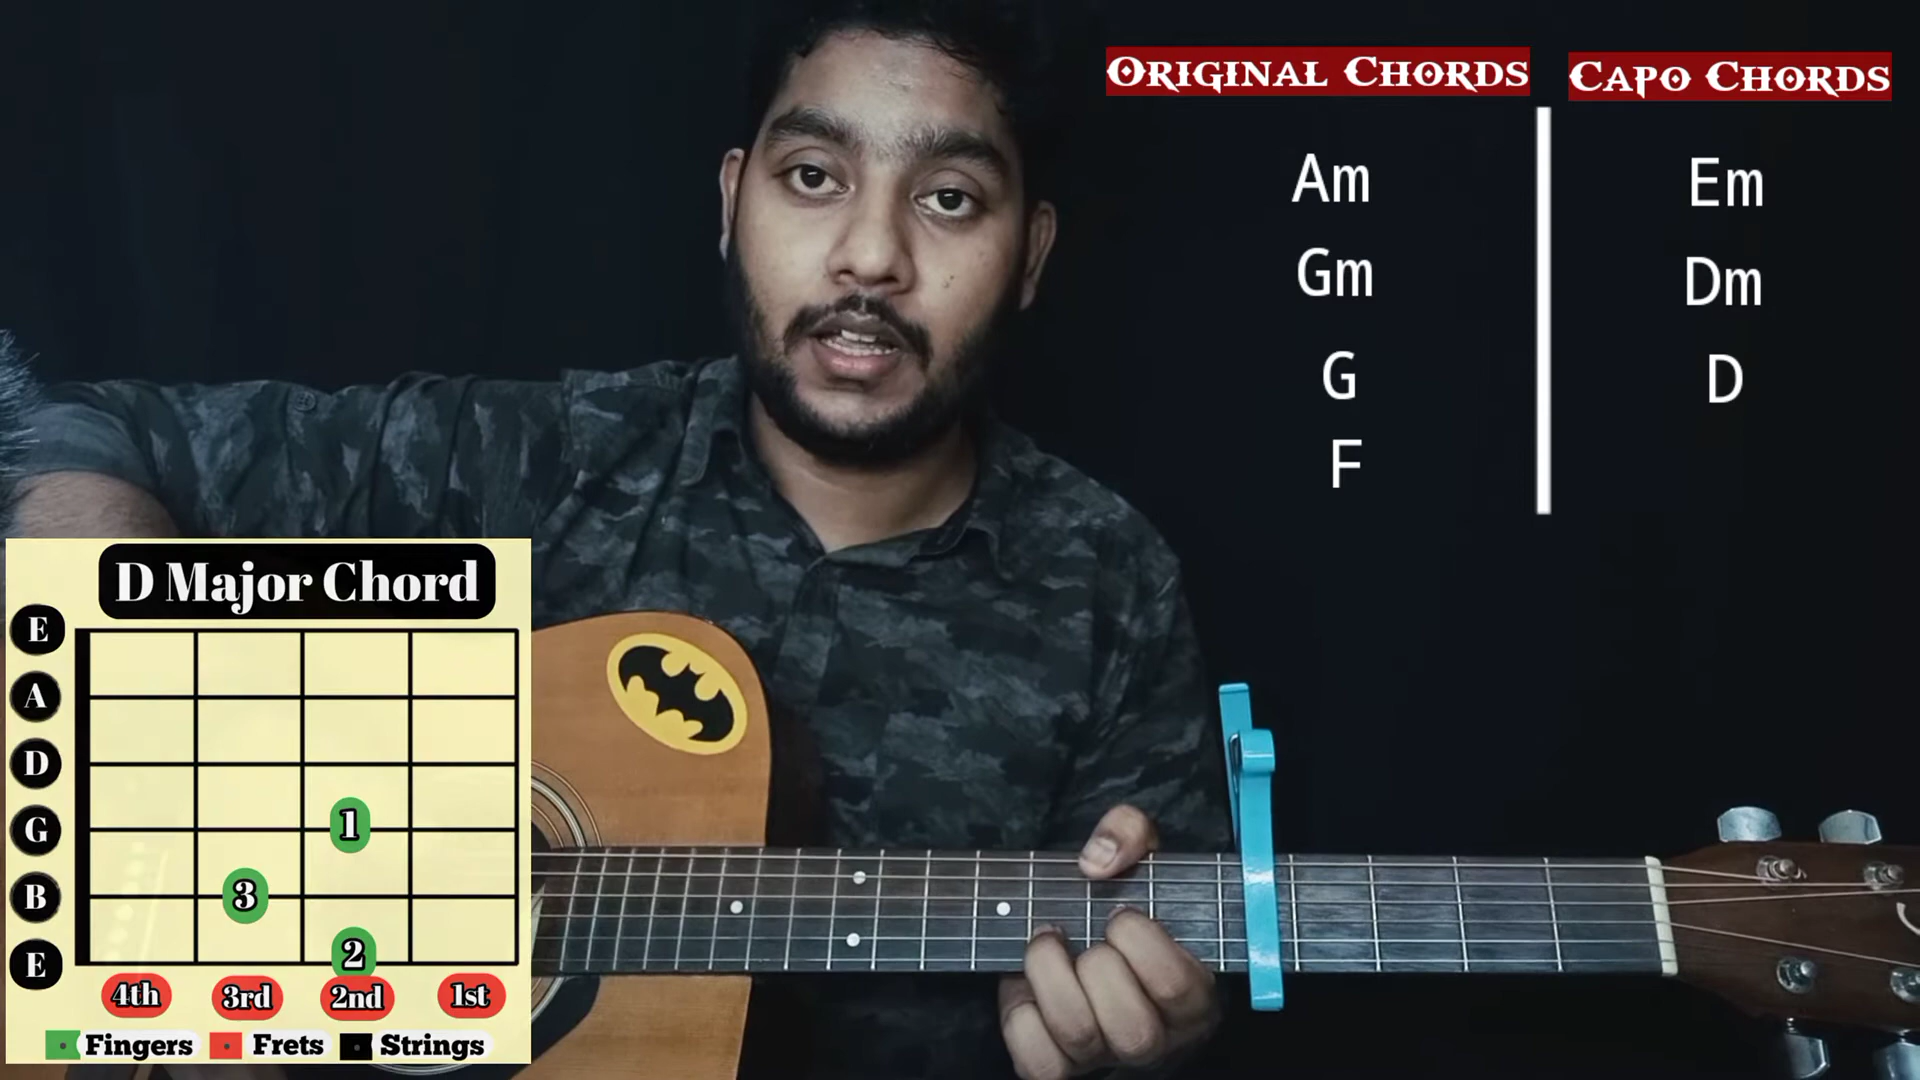 ORIGINAL CHORDS
CAPO CHORDS
Am
Em
Gm
Dm
G
D
F
D Major Chord
E
A
D
G
1
B
3
E
2
4th
3rd
2nd
1st
Fingers
Frets
Strings